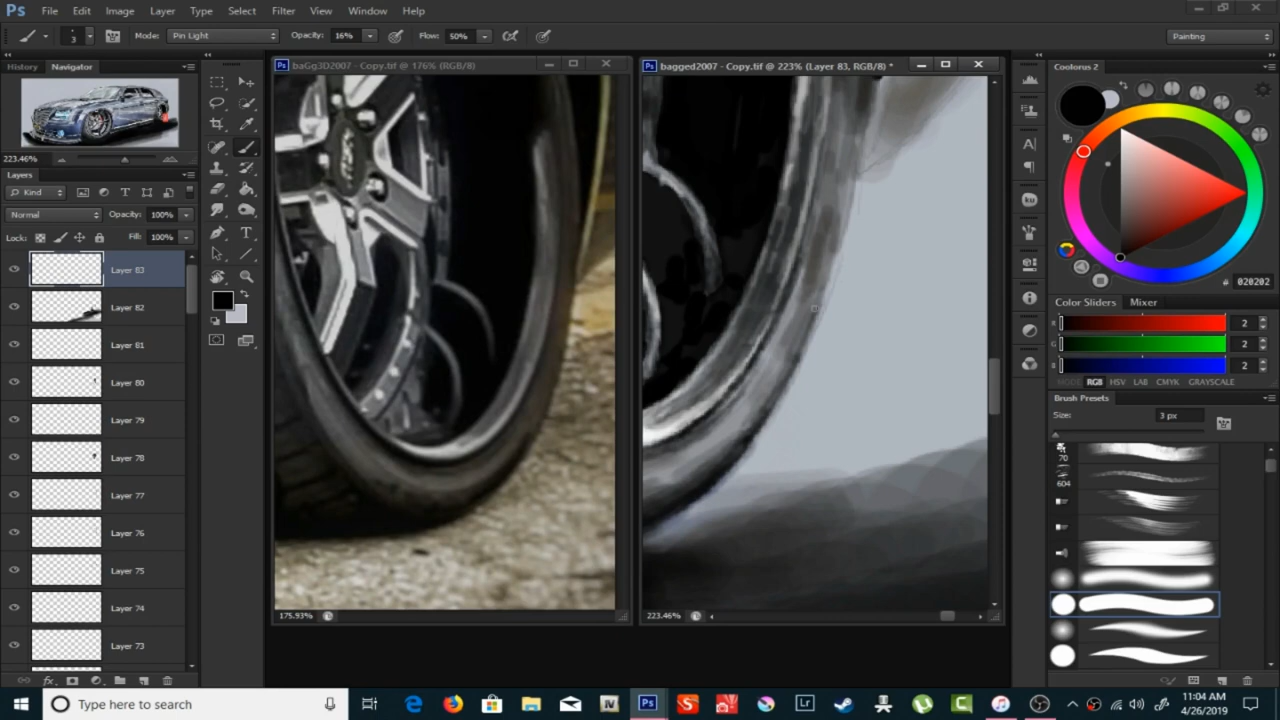 Ps File Edit Image Layer Type Select Filter 3D View Window Help
3 Mode: Pin Light Opacity: 16% Flow: 50% Painting
History Navigator
223.46%
Layers
Kind
Normal Opacity: 100%
Lock: Fill: 100%
Layer 83
Layer 82
Layer 81
Layer 80
Layer 79
Layer 78
Layer 77
Layer 76
Layer 75
Layer 74
Layer 73
baGg3D2007 - Copy.tif @ 176% (RGB/8)
175.93%
bagged2007 - Copy.tif @ 223% (Layer 83, RGB/8) *
223.46%
Coolorus 2
# 020202
Color Sliders Mixer
R 2
G 2
B 2
MODE RGB HSV LAB CMYK GRAYSCALE
Brush Presets
Size: 3 px
70
604
Type here to search
11:04 AM
4/26/2019